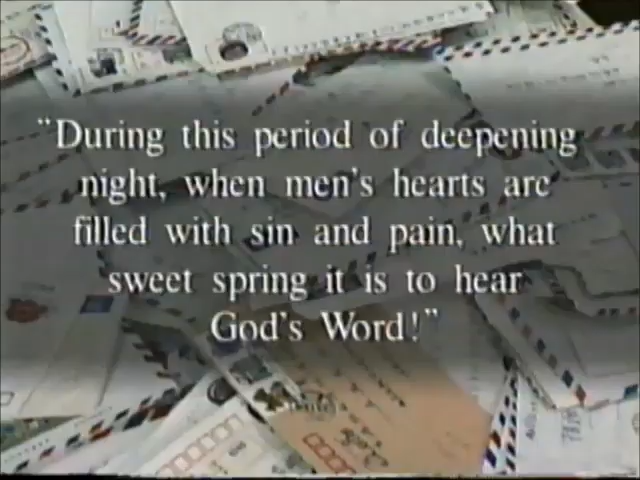 "During this period of deepening
night, when men's hearts are
filled with sin and pain, what
sweet spring it is to hear
God's Word!"